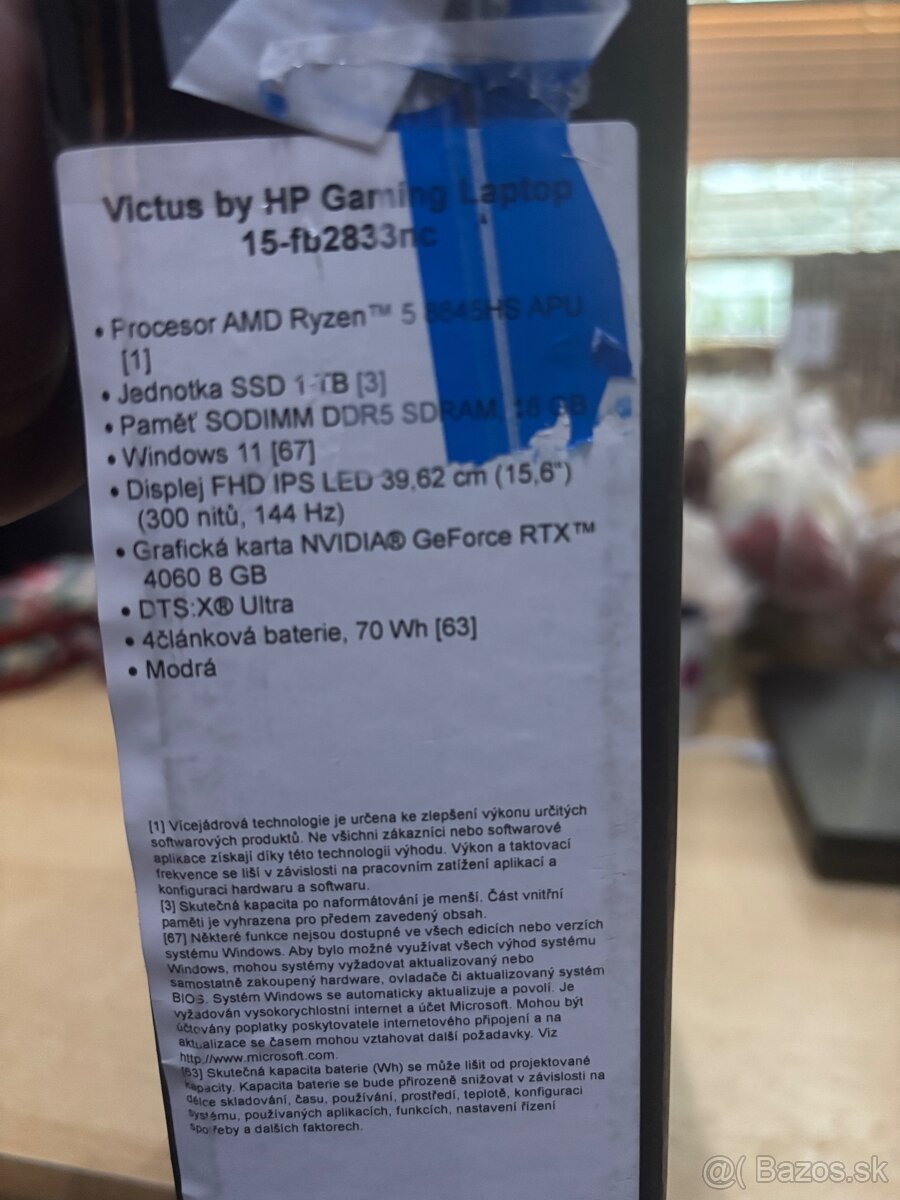 Victus by HP Gaming Laptop
15-fb2833nc
• Procesor AMD Ryzen™ 5 8645HS APU
[1]
• Jednotka SSD 1 TB [3]
• Paměť SODIMM DDR5 SDRAM, 16 GB
• Windows 11 [67]
• Displej FHD IPS LED 39,62 cm (15,6")
(300 nitů, 144 Hz)
• Grafická karta NVIDIA® GeForce RTX™
4060 8 GB
• DTS:X® Ultra
• 4článková baterie, 70 Wh [63]
• Modrá
[1] Vícejádrová technologie je určena ke zlepšení výkonu určitých
softwarových produktů. Ne všichni zákazníci nebo softwarové
aplikace získají díky této technologii výhodu. Výkon a taktovací
frekvence se liší v závislosti na pracovním zatížení aplikací a
konfiguraci hardwaru a softwaru.
[3] Skutečná kapacita po naformátování je menší. Část vnitřní
paměti je vyhrazena pro předem zavedený obsah.
[67] Některé funkce nejsou dostupné ve všech edicích nebo verzích
systému Windows. Aby bylo možné využívat všech výhod systému
Windows, mohou systémy vyžadovat aktualizovaný nebo
samostatně zakoupený hardware, ovladače či aktualizovaný systém
BIOS. Systém Windows se automaticky aktualizuje a povolí. Je
vyžadován vysokorychlostní internet a účet Microsoft. Mohou být
účtovány poplatky poskytovatele internetového připojení a na
aktualizace se časem mohou vztahovat další požadavky. Viz
http://www.microsoft.com.
[63] Skutečná kapacita baterie (Wh) se může lišit od projektované
kapacity. Kapacita baterie se bude přirozeně snižovat v závislosti na
délce skladování, času, používání, prostředí, teplotě, konfiguraci
systému, používaných aplikacích, funkcích, nastavení řízení
spotřeby a dalších faktorech.
@( Bazos.sk